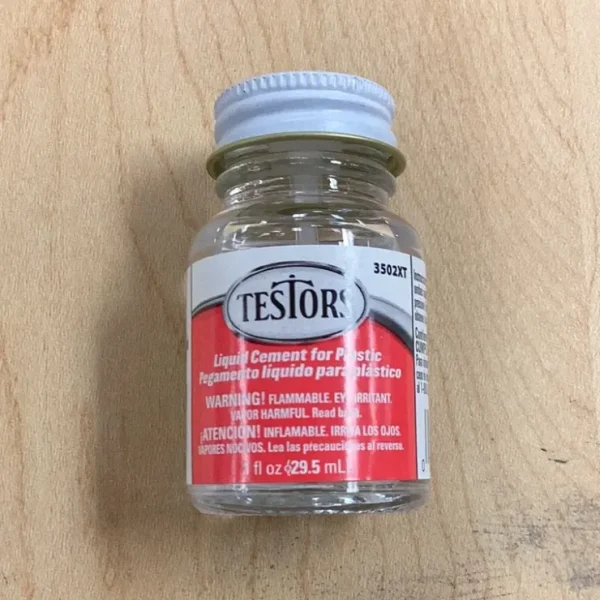 3502XT
TESTORS
Liquid Cement for Plastic
Pegamento líquido para plástico
WARNING! FLAMMABLE. EYE IRRITANT.
VAPOR HARMFUL. Read back.
¡ATENCION! INFLAMABLE. IRRITA LOS OJOS.
VAPORES NOCIVOS. Lea las precauciones al reverso.
1 fl oz 29.5 mL